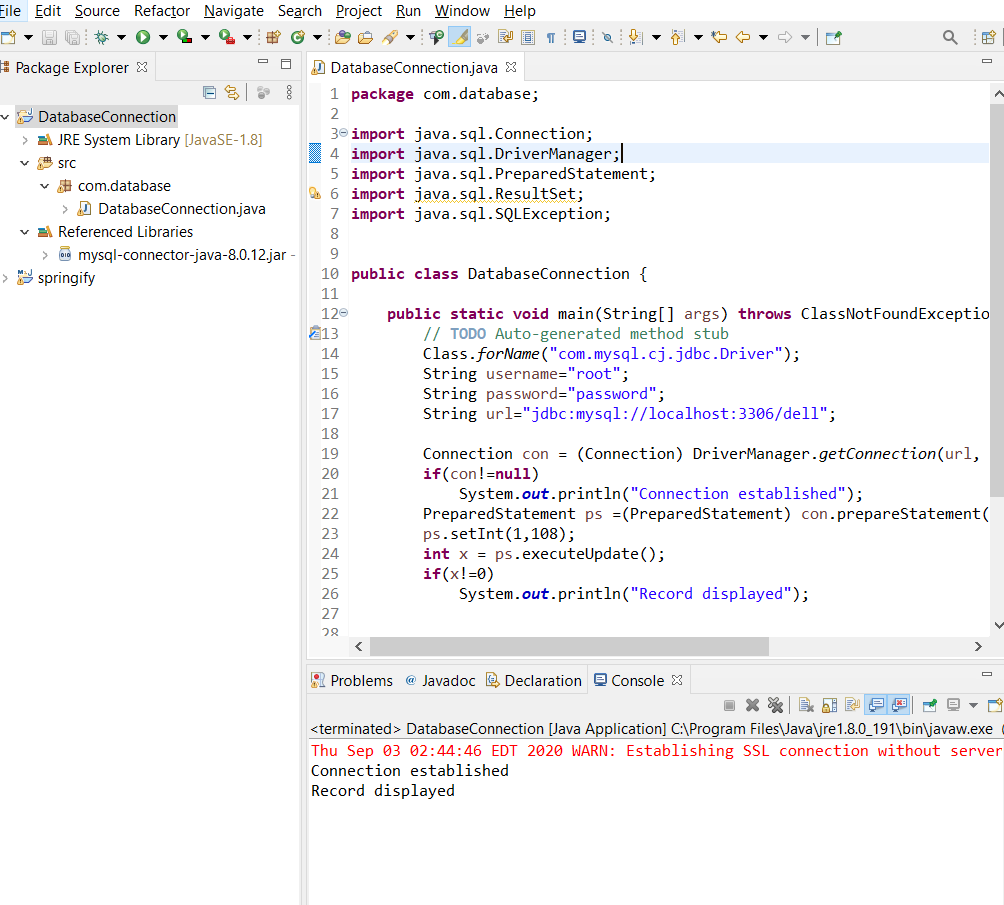 File Edit Source Refactor Navigate Search Project Run Window Help
Package Explorer
DatabaseConnection
JRE System Library [JavaSE-1.8]
src
com.database
DatabaseConnection.java
Referenced Libraries
mysql-connector-java-8.0.12.jar -
springify
DatabaseConnection.java
1 package com.database;
2
3 import java.sql.Connection;
4 import java.sql.DriverManager;
5 import java.sql.PreparedStatement;
6 import java.sql.ResultSet;
7 import java.sql.SQLException;
8
9
10 public class DatabaseConnection {
11
12 public static void main(String[] args) throws ClassNotFoundExceptio
13 // TODO Auto-generated method stub
14 Class.forName("com.mysql.cj.jdbc.Driver");
15 String username="root";
16 String password="password";
17 String url="jdbc:mysql://localhost:3306/dell";
18
19 Connection con = (Connection) DriverManager.getConnection(url,
20 if(con!=null)
21 System.out.println("Connection established");
22 PreparedStatement ps =(PreparedStatement) con.prepareStatement(
23 ps.setInt(1,108);
24 int x = ps.executeUpdate();
25 if(x!=0)
26 System.out.println("Record displayed");
27
28
Problems @ Javadoc Declaration Console
<terminated> DatabaseConnection [Java Application] C:\Program Files\Java\jre1.8.0_191\bin\javaw.exe (
Thu Sep 03 02:44:46 EDT 2020 WARN: Establishing SSL connection without server
Connection established
Record displayed